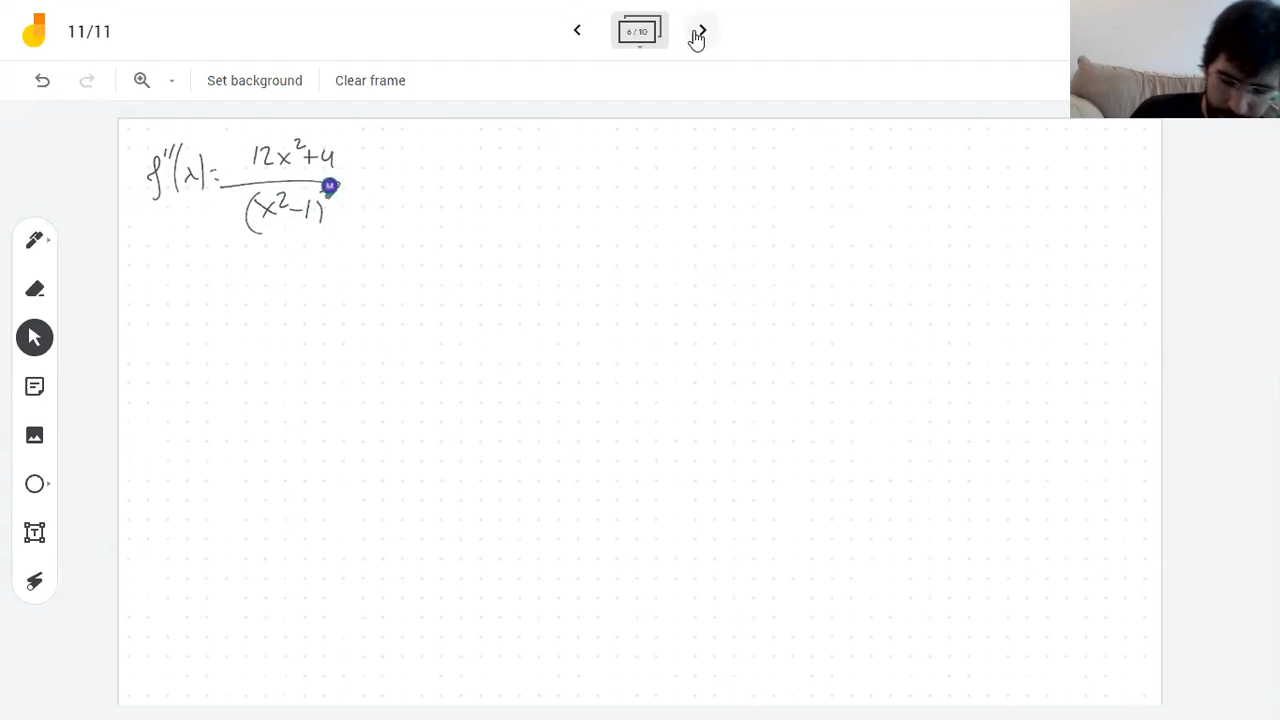 11/11
6 / 10
Set background
Clear frame
f''(x) = 12x²+4
(x²-1)
M
T